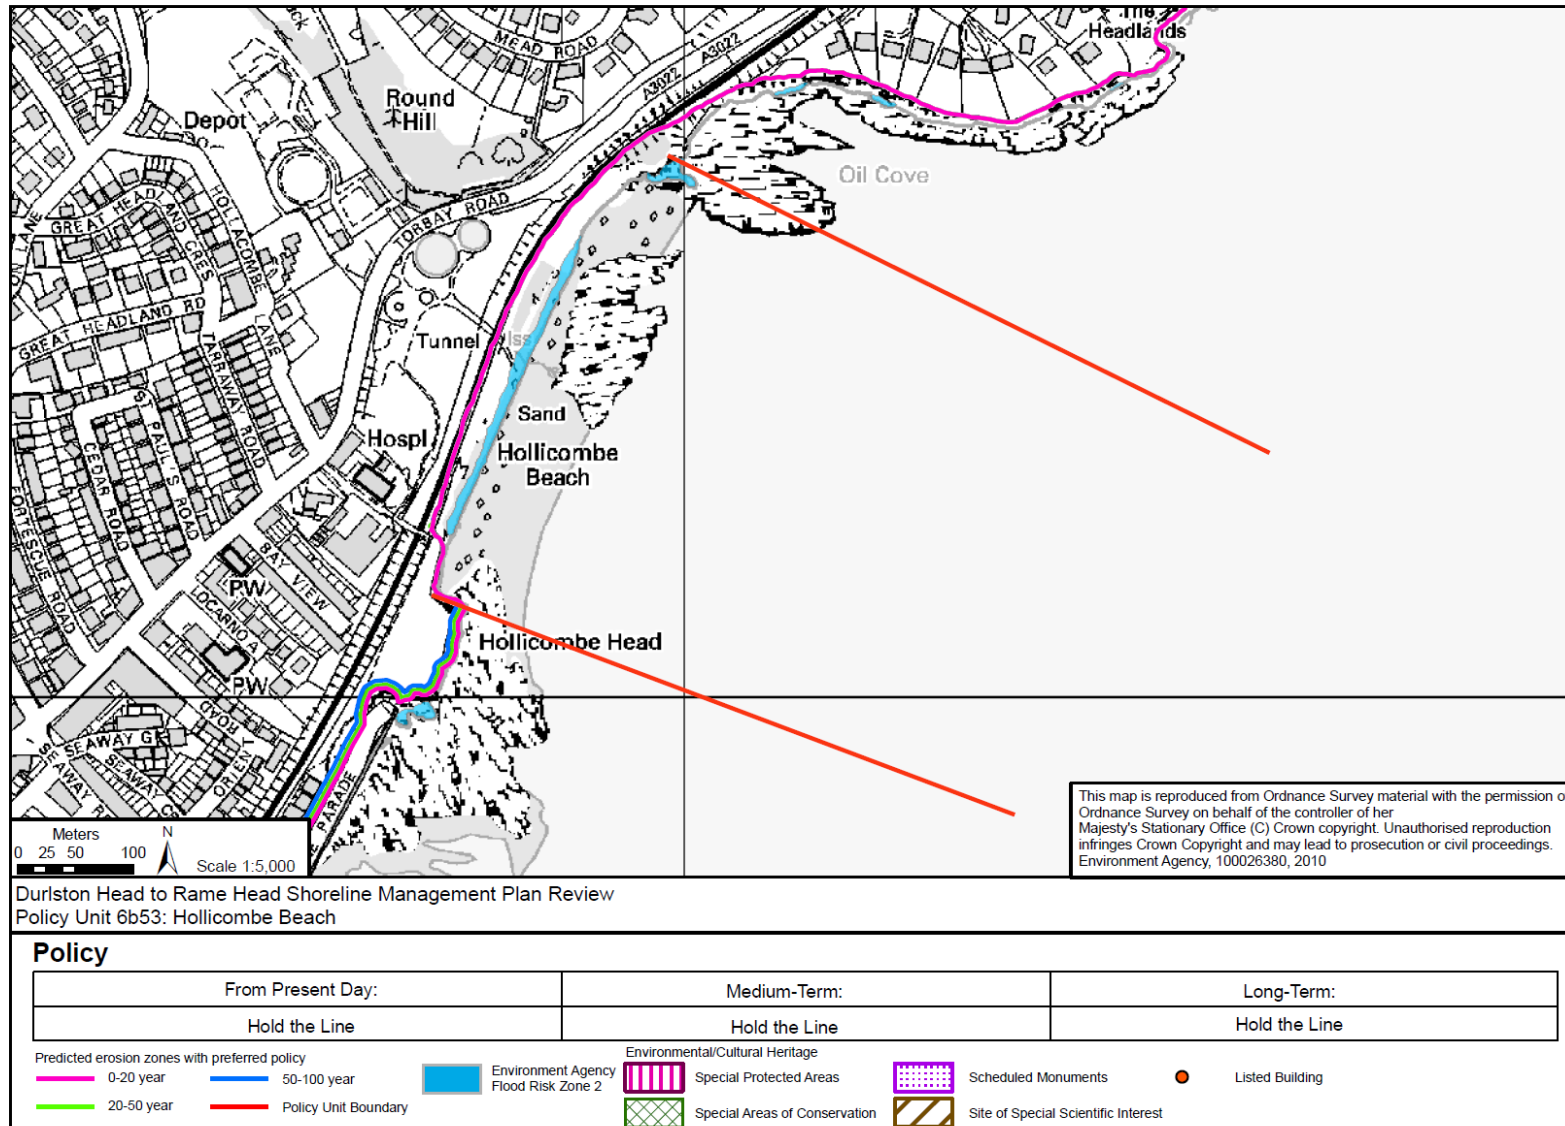 The
Headlands
MEAD ROAD
A3022
A3022
Round
Hill
Depot
Oil Cove
GREAT HEADLAND CRES
HOLLACOMBE LANE
TORBAY ROAD
GREAT HEADLAND RD
TARRAWAY ROAD
Tunnel
Iss
Sand
Hollicombe
Beach
Hospl
ST PAUL'S ROAD
CEDAR ROAD
FORTESCUE ROAD
BAY VIEW
PW
LOCARNO A
Hollicombe Head
PW
ROAD
ORIENT
SEAWAY
SEAWAY
PARADE
Meters
N
0 25 50 100
Scale 1:5,000
This map is reproduced from Ordnance Survey material with the permission o
Ordnance Survey on behalf of the controller of her
Majesty's Stationary Office (C) Crown copyright. Unauthorised reproduction
infringes Crown Copyright and may lead to prosecution or civil proceedings.
Environment Agency, 100026380, 2010
Durlston Head to Rame Head Shoreline Management Plan Review
Policy Unit 6b53: Hollicombe Beach
Policy
From Present Day: Medium-Term: Long-Term:
Hold the Line Hold the Line Hold the Line
Predicted erosion zones with preferred policy
0-20 year
50-100 year
20-50 year
Policy Unit Boundary
Environment Agency
Flood Risk Zone 2
Environmental/Cultural Heritage
Special Protected Areas
Scheduled Monuments
Listed Building
Special Areas of Conservation
Site of Special Scientific Interest